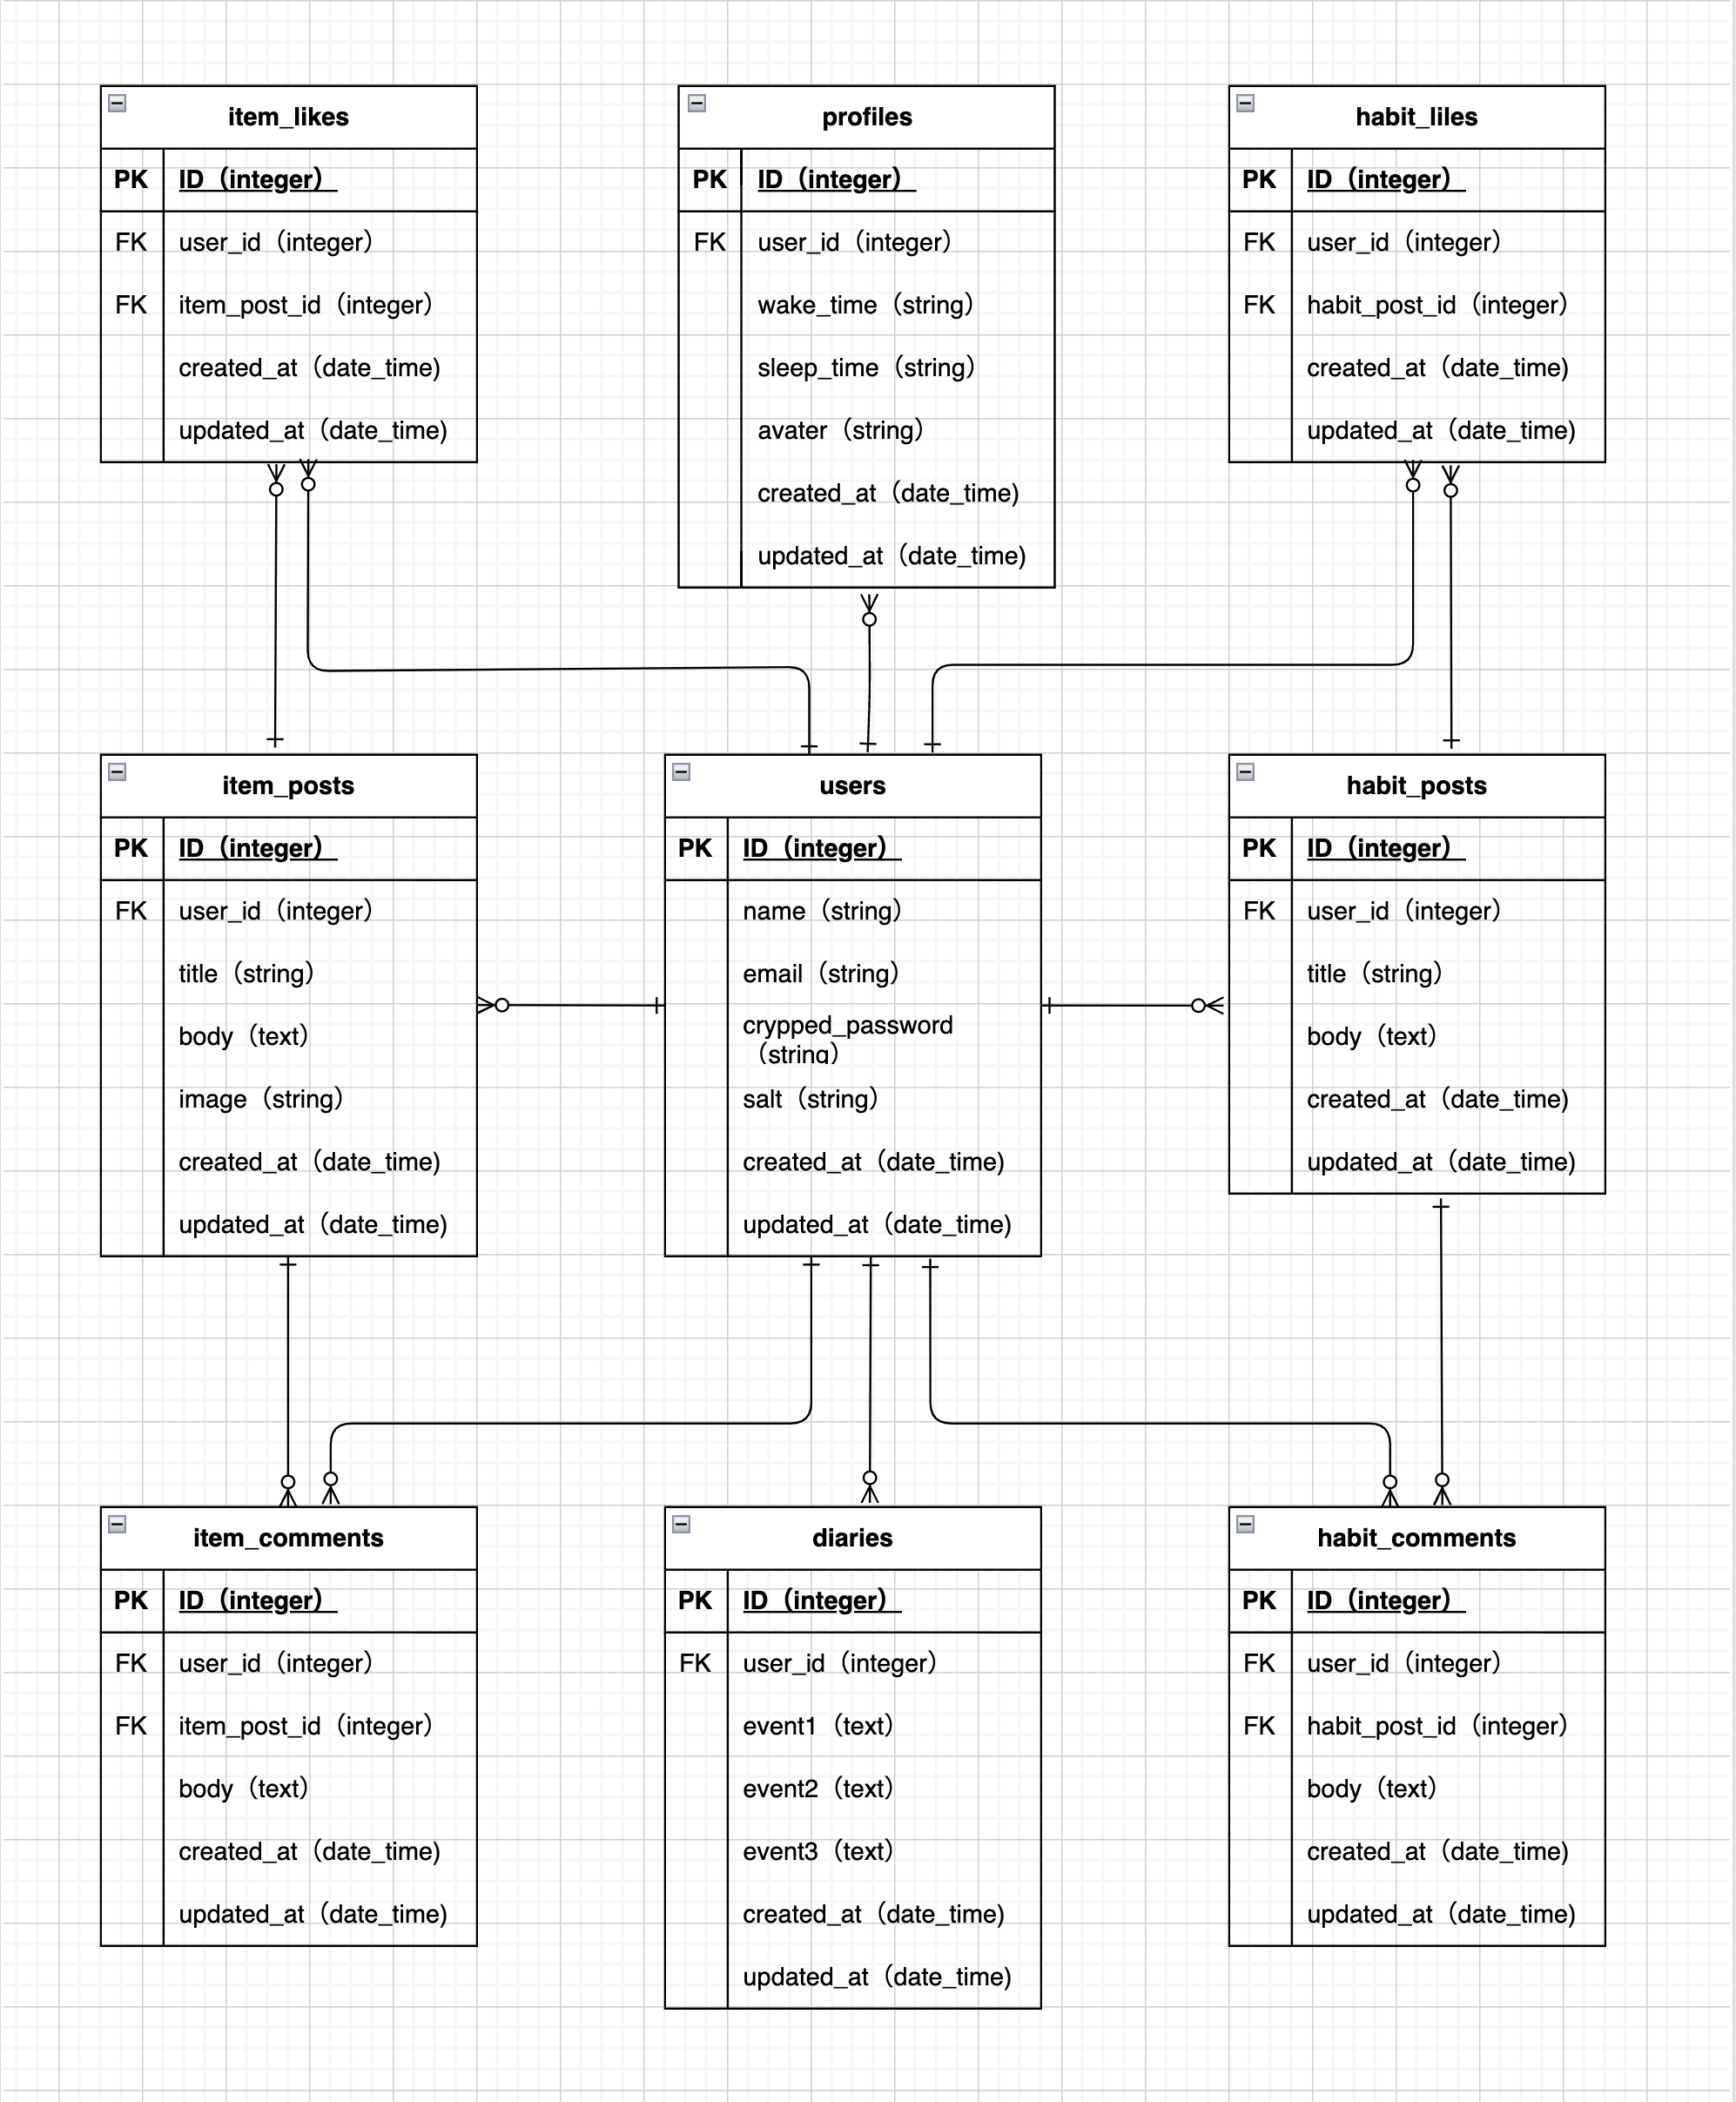 item_likes
PK ID（integer）
FK user_id（integer）
FK item_post_id（integer）
created_at（date_time)
updated_at（date_time)
profiles
PK ID（integer）
FK user_id（integer）
wake_time（string）
sleep_time（string）
avater（string）
created_at（date_time)
updated_at（date_time)
habit_liles
PK ID（integer）
FK user_id（integer）
FK habit_post_id（integer）
created_at（date_time)
updated_at（date_time)
item_posts
PK ID（integer）
FK user_id（integer）
title（string）
body（text）
image（string）
created_at（date_time)
updated_at（date_time)
users
PK ID（integer）
name（string）
email（string）
crypped_password
（string）
salt（string）
created_at（date_time)
updated_at（date_time)
habit_posts
PK ID（integer）
FK user_id（integer）
title（string）
body（text）
created_at（date_time)
updated_at（date_time)
item_comments
PK ID（integer）
FK user_id（integer）
FK item_post_id（integer）
body（text）
created_at（date_time)
updated_at（date_time)
diaries
PK ID（integer）
FK user_id（integer）
event1（text）
event2（text）
event3（text）
created_at（date_time)
updated_at（date_time)
habit_comments
PK ID（integer）
FK user_id（integer）
FK habit_post_id（integer）
body（text）
created_at（date_time)
updated_at（date_time)